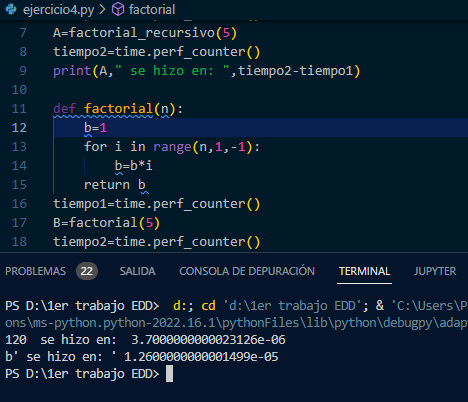 ejercicio4.py > factorial
7 A=factorial_recursivo(5)
8 tiempo2=time.perf_counter()
9 print(A," se hizo en: ",tiempo2-tiempo1)
10
11 def factorial(n):
12 b=1
13 for i in range(n,1,-1):
14 b=b*i
15 return b
16 tiempo1=time.perf_counter()
17 B=factorial(5)
18 tiempo2=time.perf_counter()
PROBLEMAS 22 SALIDA CONSOLA DE DEPURACIÓN TERMINAL JUPYTER
PS D:\1er trabajo EDD> d:; cd 'd:\1er trabajo EDD'; & 'C:\Users\P
ons\ms-python.python-2022.16.1\pythonFiles\lib\python\debugpy\adap
120 se hizo en: 3.7000000000023126e-06
b' se hizo en: ' 1.2600000000001499e-05
PS D:\1er trabajo EDD>